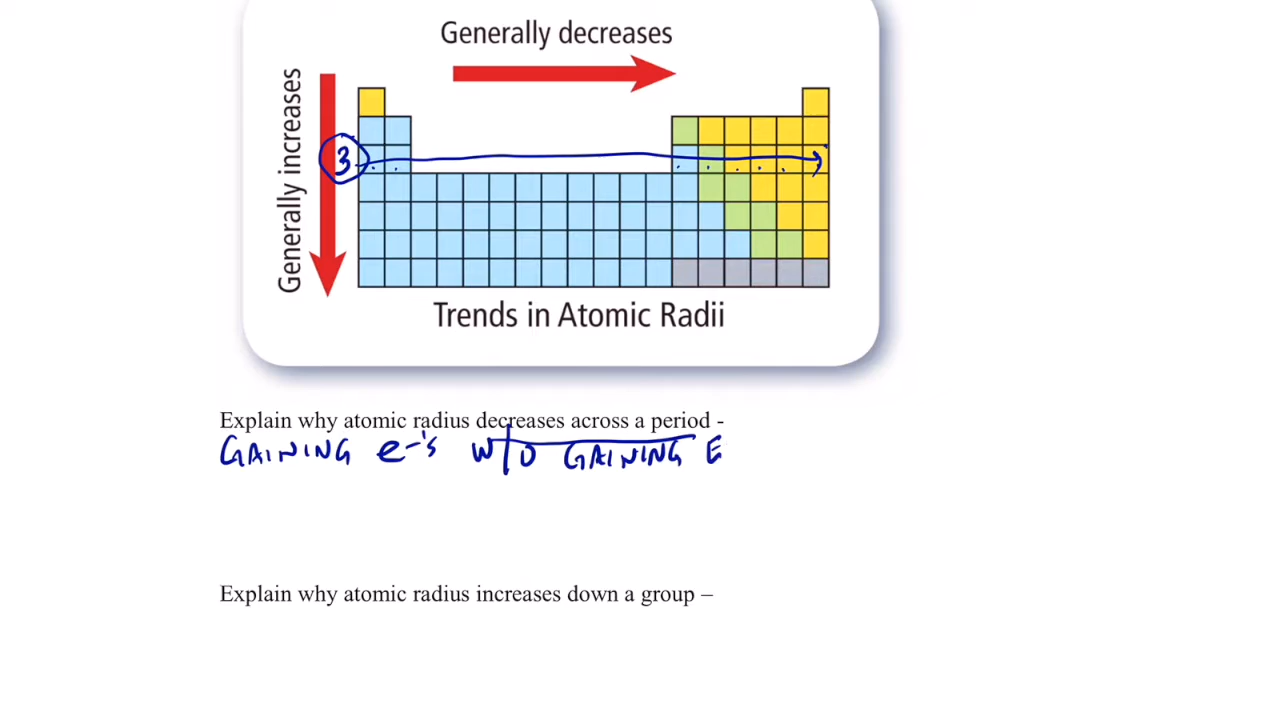 Generally decreases
Generally increases
3
Trends in Atomic Radii
Explain why atomic radius decreases across a period -
GAINING e-'s w/o GAINING E
Explain why atomic radius increases down a group –